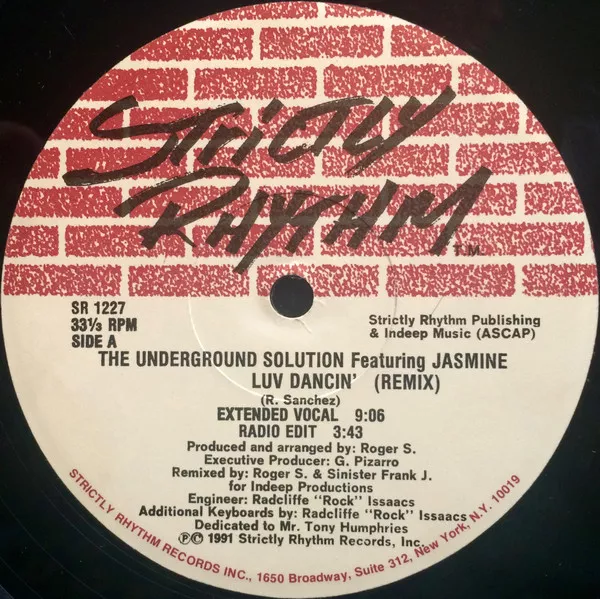 STRICTLY
RHYTHM T.M.
SR 1227
33⅓ RPM
SIDE A
Strictly Rhythm Publishing
& Indeep Music (ASCAP)
THE UNDERGROUND SOLUTION Featuring JASMINE
LUV DANCIN' (REMIX)
(R. Sanchez)
EXTENDED VOCAL 9:06
RADIO EDIT 3:43
Produced and arranged by: Roger S.
Executive Producer: G. Pizarro
Remixed by: Roger S. & Sinister Frank J.
for Indeep Productions
Engineer: Radcliffe "Rock" Issaacs
Additional Keyboards by: Radcliffe "Rock" Issaacs
Dedicated to Mr. Tony Humphries
℗© 1991 Strictly Rhythm Records, Inc.
STRICTLY RHYTHM RECORDS INC., 1650 Broadway, Suite 312, New York, N.Y. 10019